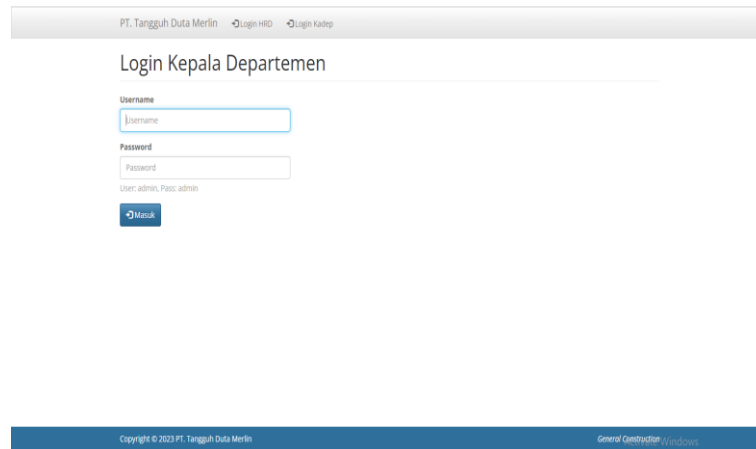 PT. Tangguh Duta Merlin Login HRD Login Kadep
Login Kepala Departemen
Username
Username
Password
Password
User: admin, Pass: admin
Masuk
Copyright © 2023 PT. Tangguh Duta Merlin
General Construction
Activate Windows